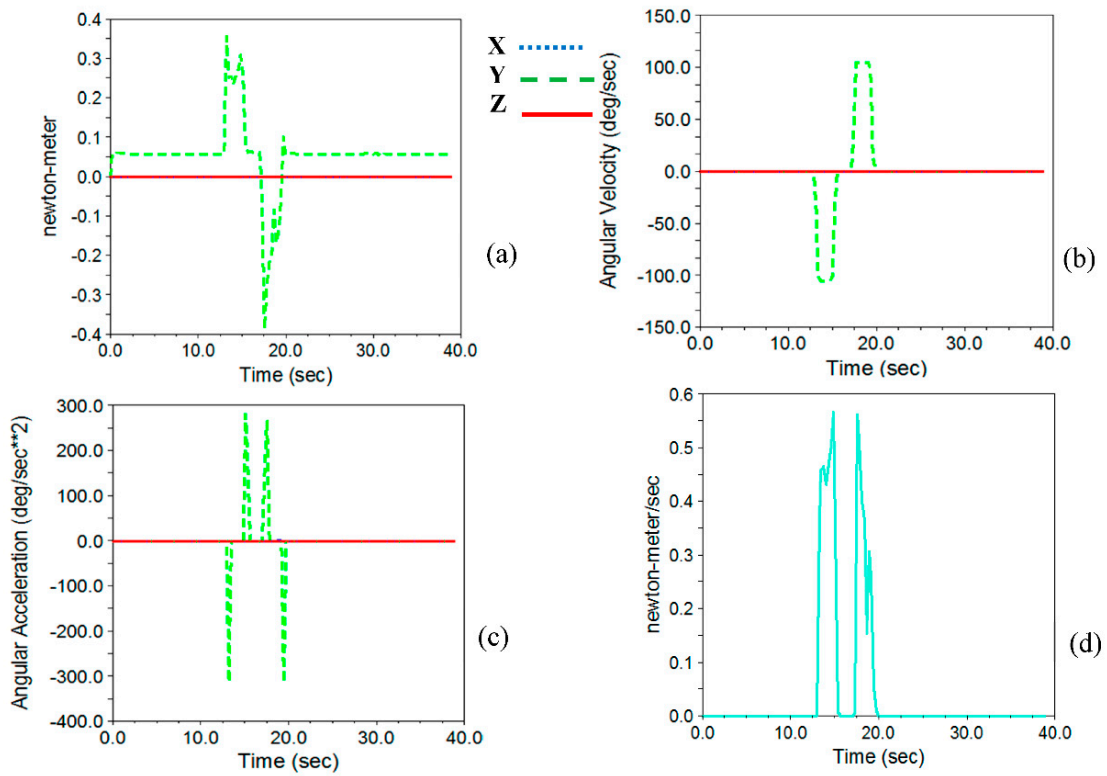 newton-meter
0.4
0.3
0.2
0.1
0.0
-0.1
-0.2
-0.3
-0.4
0.0 10.0 20.0 30.0 40.0
Time (sec)
(a)
X
Y
Z
Angular Velocity (deg/sec)
150.0
100.0
50.0
0.0
-50.0
-100.0
-150.0
0.0 10.0 20.0 30.0 40.0
Time (sec)
(b)
Angular Acceleration (deg/sec**2)
300.0
200.0
100.0
0.0
-100.0
-200.0
-300.0
-400.0
0.0 10.0 20.0 30.0 40.0
Time (sec)
(c)
newton-meter/sec
0.6
0.5
0.4
0.3
0.2
0.1
0.0
0.0 10.0 20.0 30.0 40.0
Time (sec)
(d)